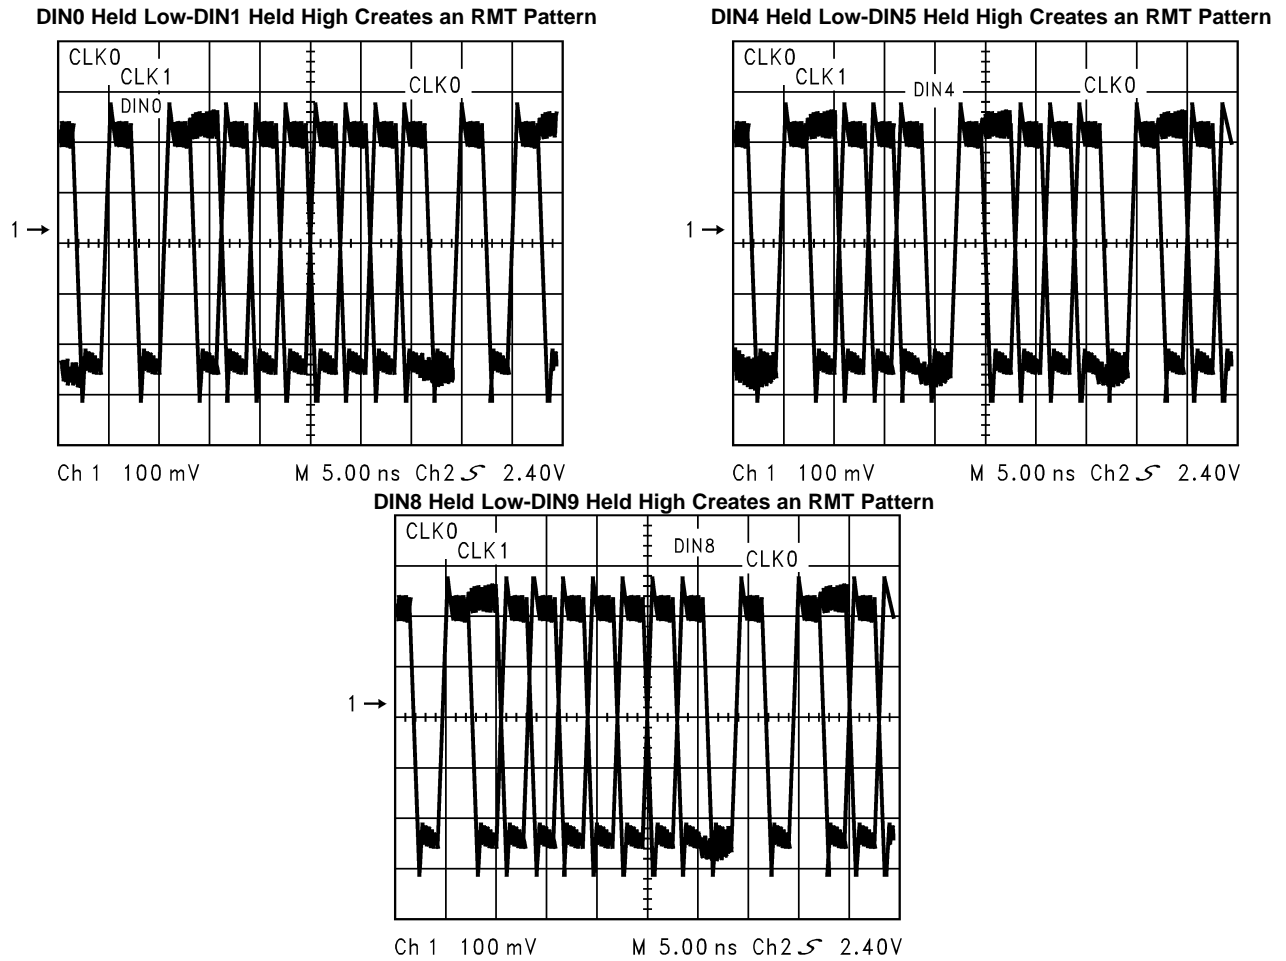 DIN0 Held Low-DIN1 Held High Creates an RMT Pattern
CLK0
CLK1
DIN0
CLK0
1
Ch 1 100 mV M 5.00 ns Ch2 2.40V
DIN4 Held Low-DIN5 Held High Creates an RMT Pattern
CLK0
CLK1
DIN4
CLK0
1
Ch 1 100 mV M 5.00 ns Ch2 2.40V
DIN8 Held Low-DIN9 Held High Creates an RMT Pattern
CLK0
CLK1
DIN8
CLK0
1
Ch 1 100 mV M 5.00 ns Ch2 2.40V